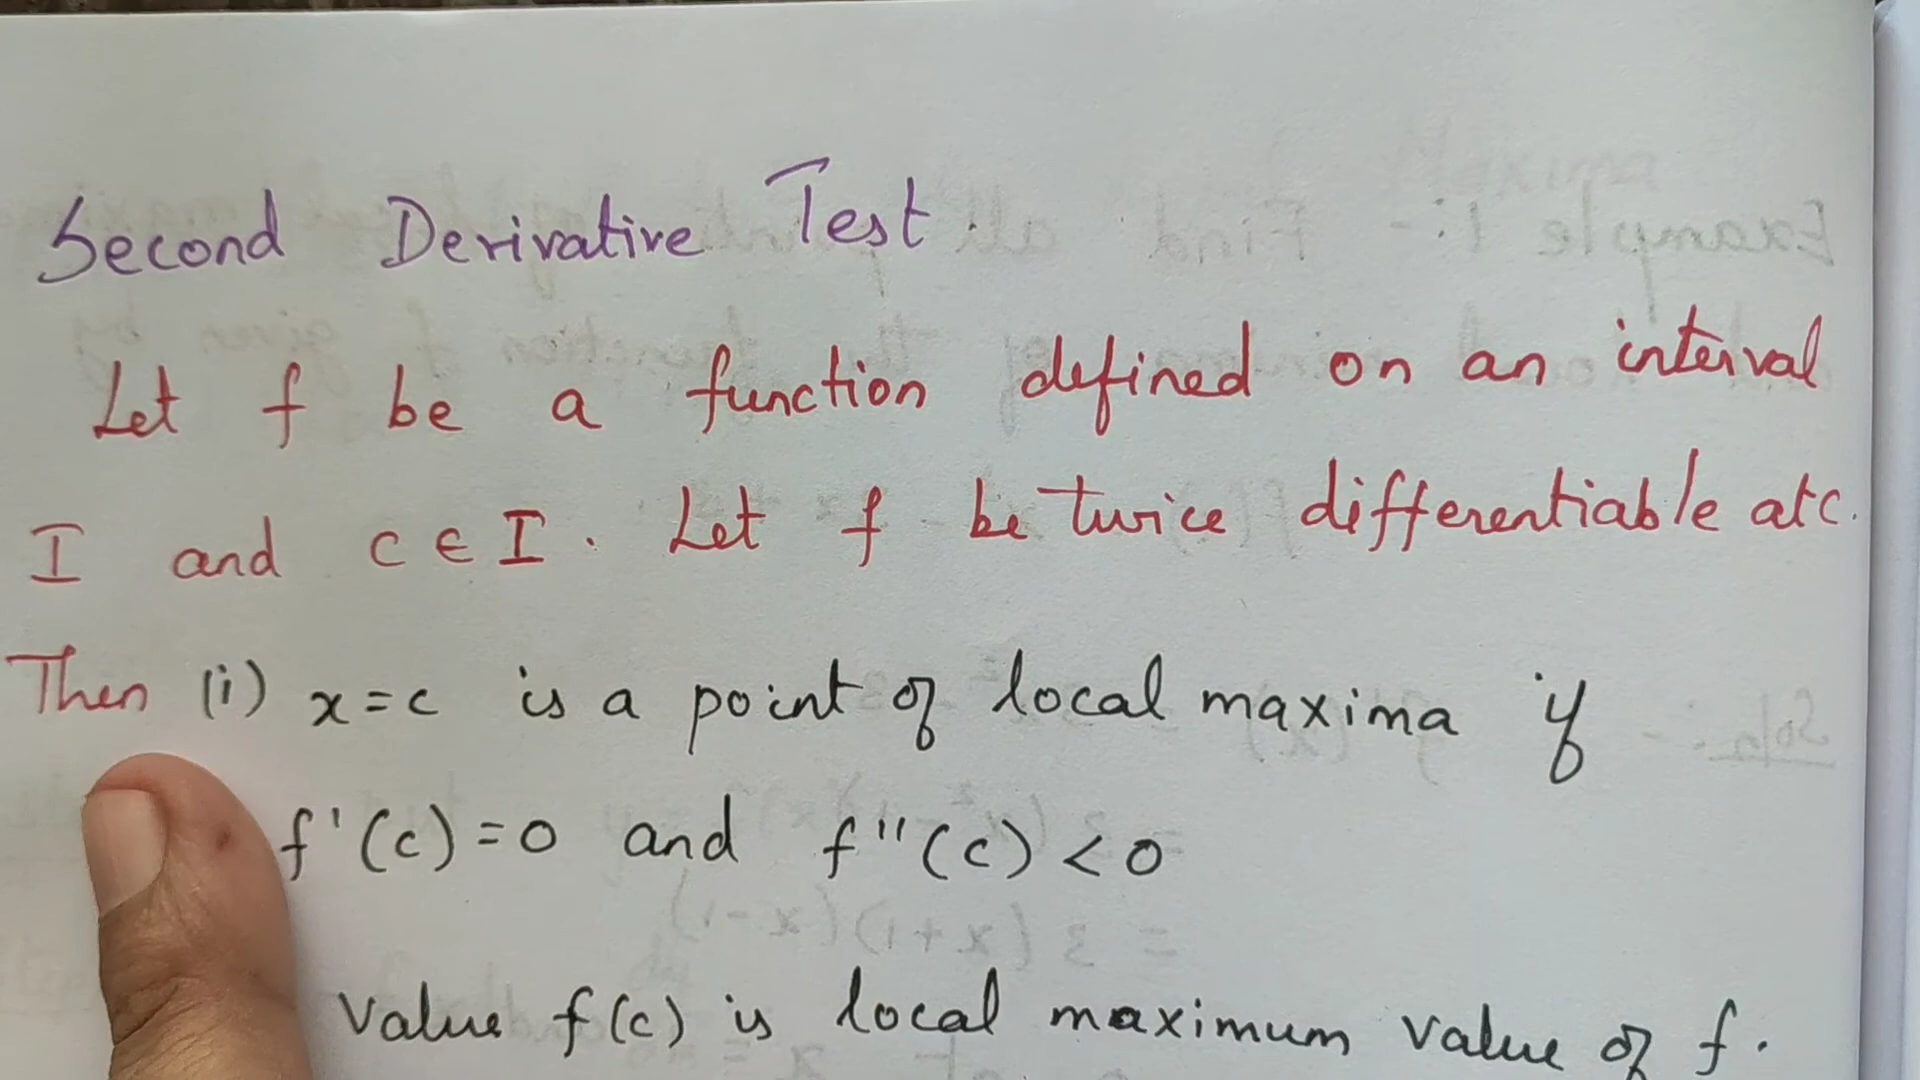 Second Derivative Test.
Let f be a function defined on an interval
I and c ∈ I. Let f be twice differentiable at c.
Then (i) x = c is a point of local maxima if
f'(c) = 0 and f''(c) < 0
Value f(c) is local maximum value of f.